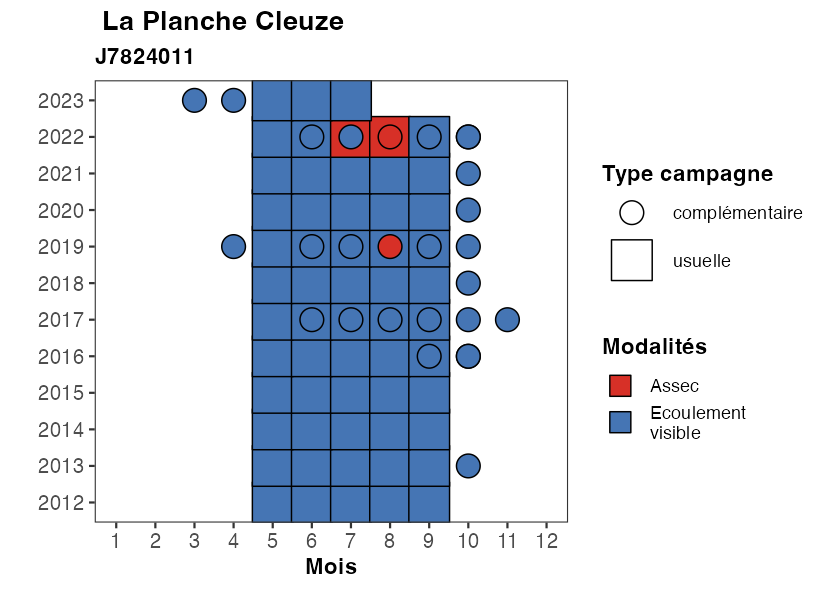 La Planche Cleuze
J7824011
2023
2022
2021
2020
2019
2018
2017
2016
2015
2014
2013
2012
1 2 3 4 5 6 7 8 9 10 11 12
Mois
Type campagne
complémentaire
usuelle
Modalités
Assec
Ecoulement
visible